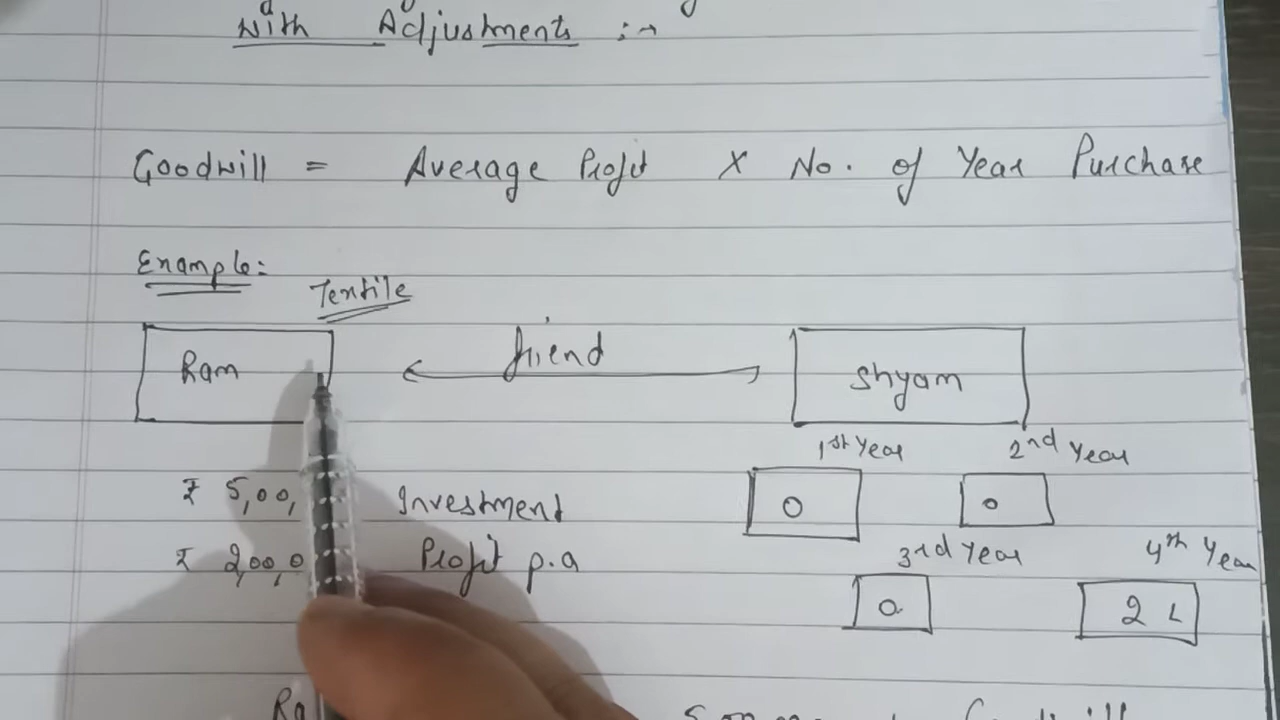 With Adjustments :→
Goodwill = Average Profit X No. of Year Purchase
Example:
Textile
Ram
friend
Shyam
1st Year
2nd Year
₹ 5,00, Investment
0
0
₹ 2,00,0 Profit p.a
3rd Year
4th Year
0.
2 L